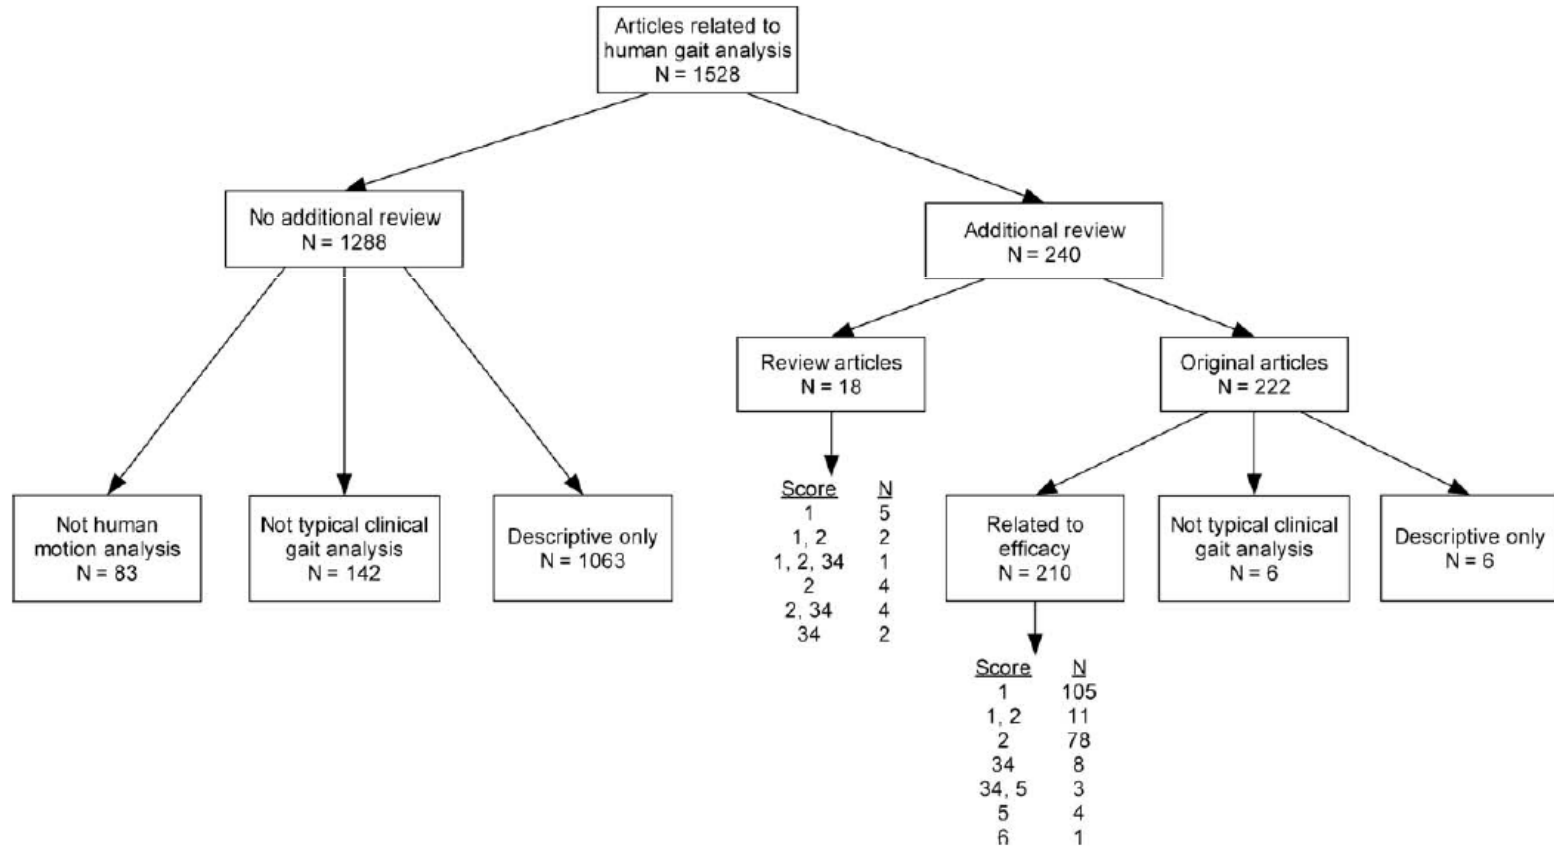 Articles related to
human gait analysis
N = 1528
No additional review
N = 1288
Additional review
N = 240
Not human
motion analysis
N = 83
Not typical clinical
gait analysis
N = 142
Descriptive only
N = 1063
Review articles
N = 18
Score N
1 5
1, 2 2
1, 2, 34 1
2 4
2, 34 4
34 2
Original articles
N = 222
Related to
efficacy
N = 210
Score N
1 105
1, 2 11
2 78
34 8
34, 5 3
5 4
6 1
Not typical clinical
gait analysis
N = 6
Descriptive only
N = 6